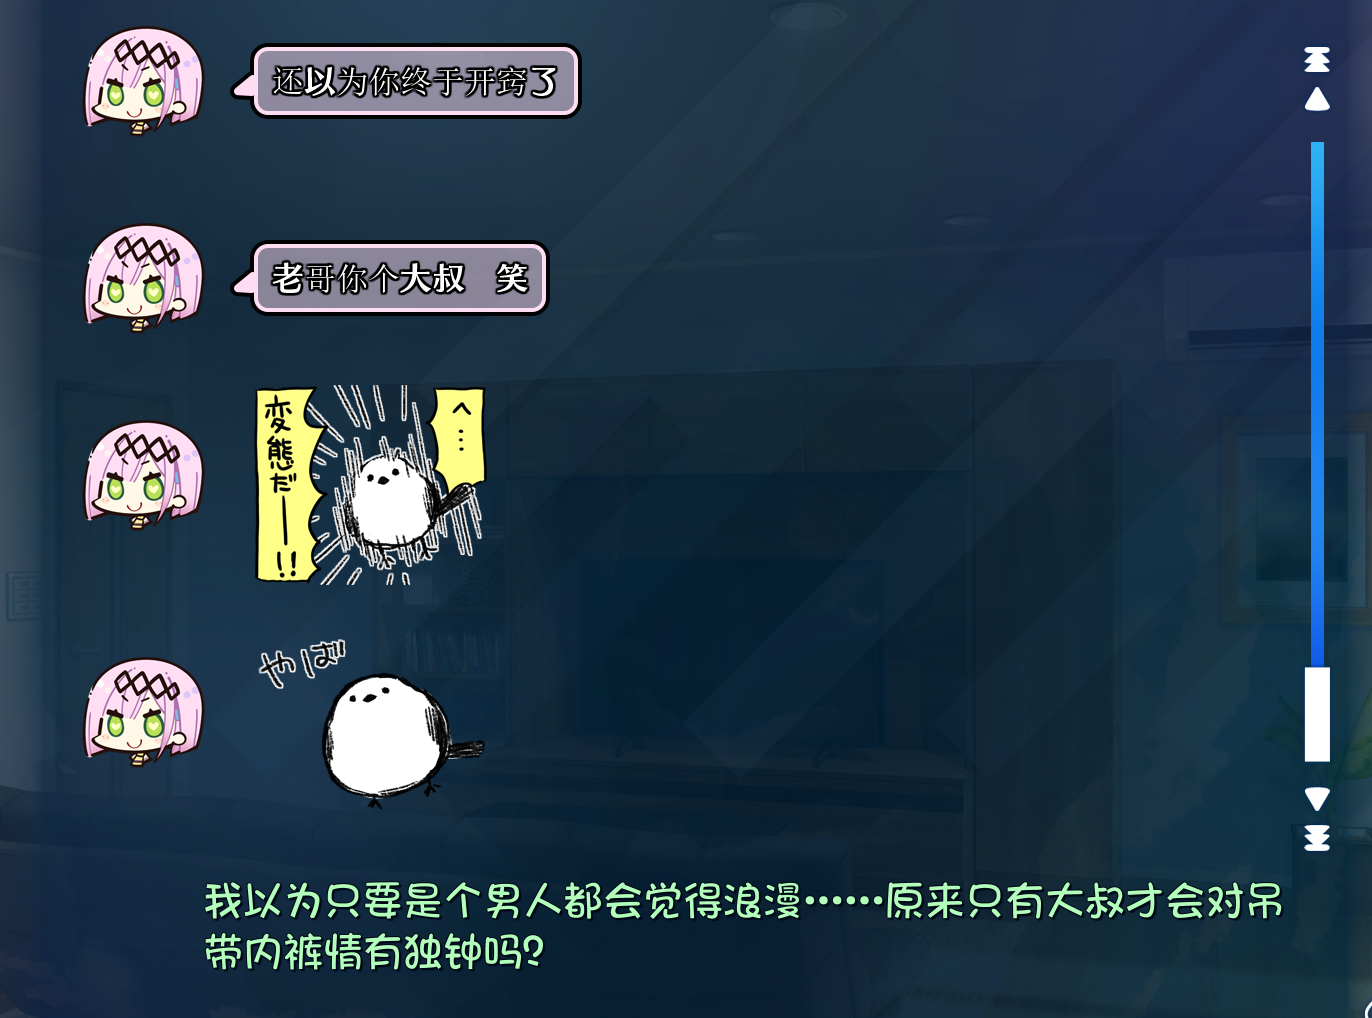 还以为你终于开窍了
老哥你个大叔　笑
へ…
変態だー!!
やば
我以为只要是个男人都会觉得浪漫……原来只有大叔才会对吊
带内裤情有独钟吗?